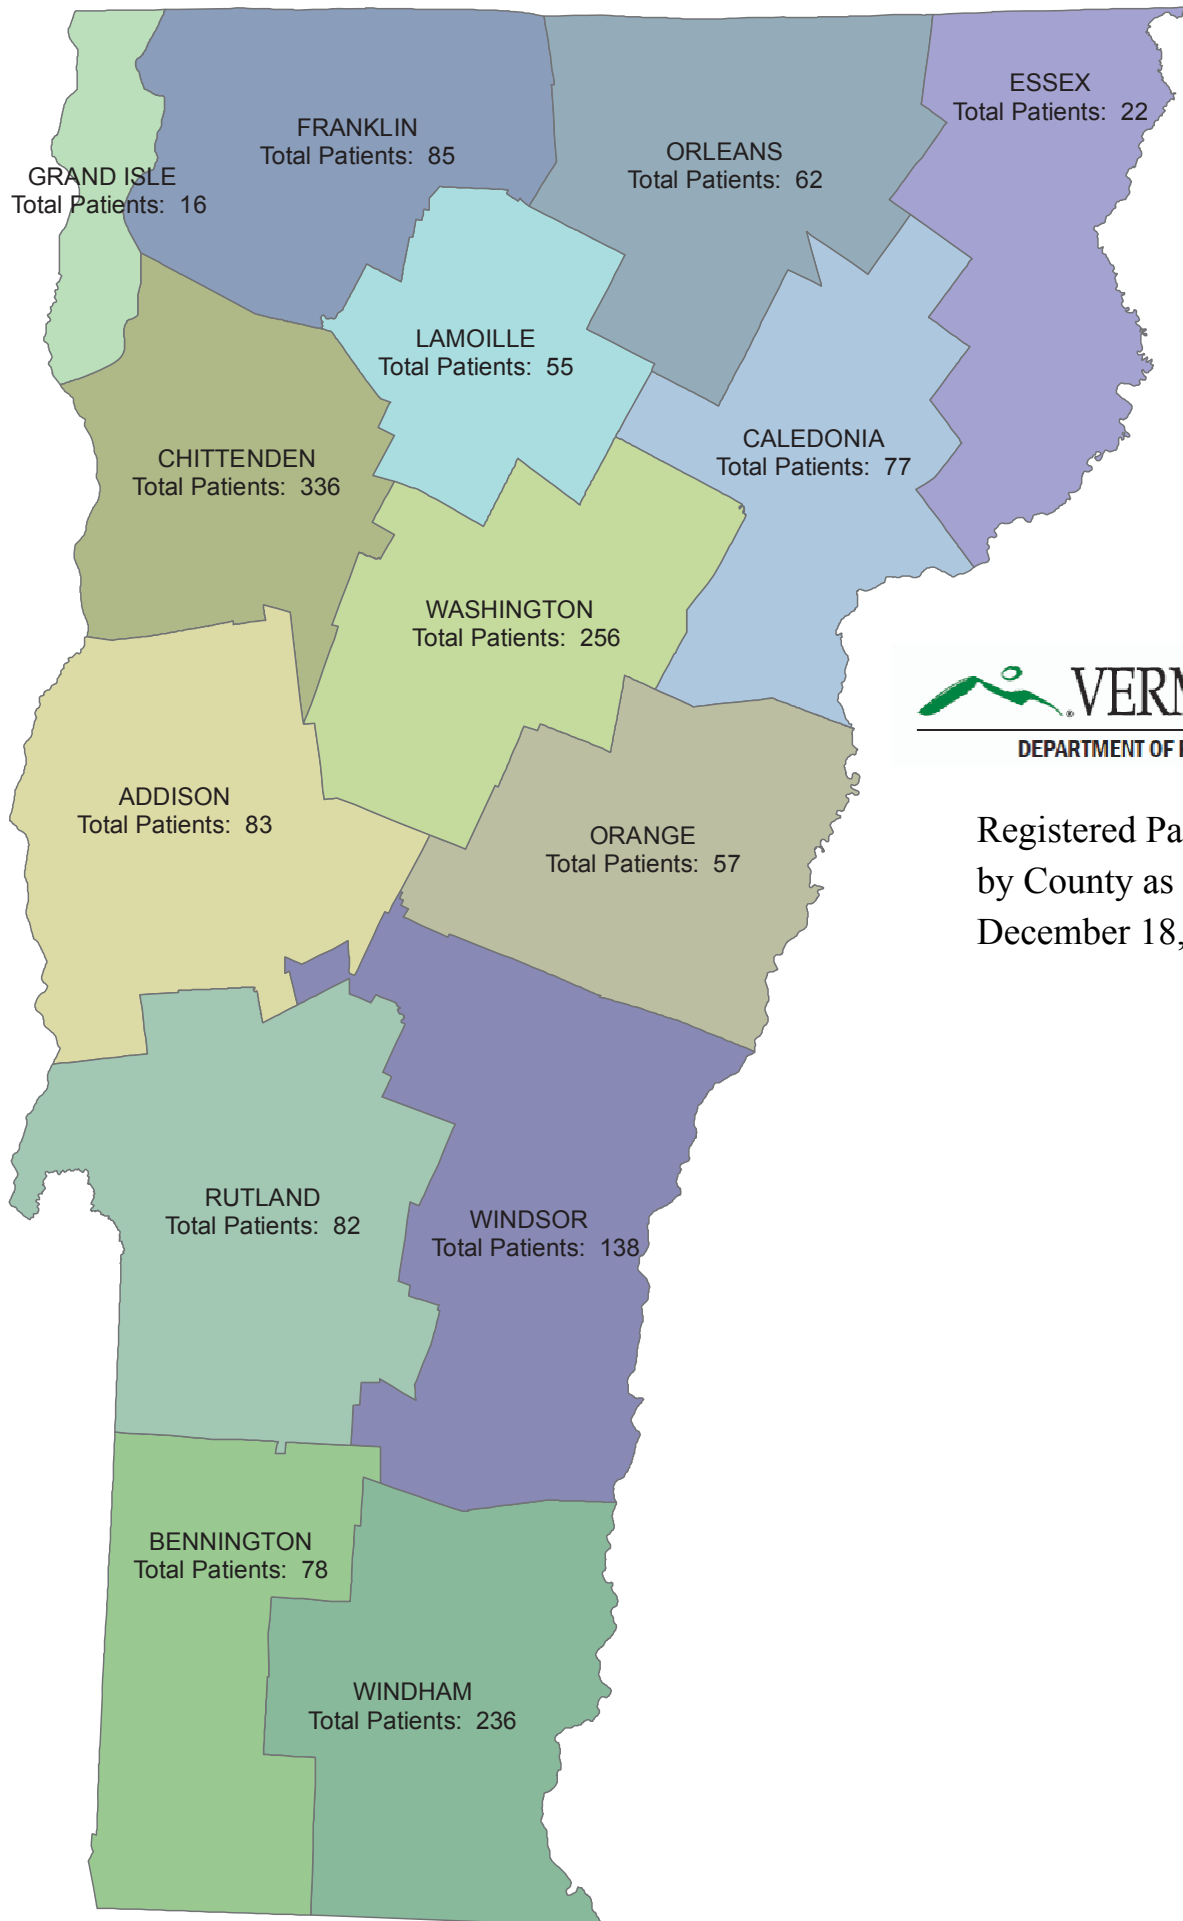 ESSEX
Total Patients: 22
FRANKLIN
Total Patients: 85
ORLEANS
Total Patients: 62
GRAND ISLE
Total Patients: 16
LAMOILLE
Total Patients: 55
CALEDONIA
Total Patients: 77
CHITTENDEN
Total Patients: 336
WASHINGTON
Total Patients: 256
VERM
DEPARTMENT OF
ADDISON
Total Patients: 83
ORANGE
Total Patients: 57
Registered Pa
by County as
December 18,
RUTLAND
Total Patients: 82
WINDSOR
Total Patients: 138
BENNINGTON
Total Patients: 78
WINDHAM
Total Patients: 236